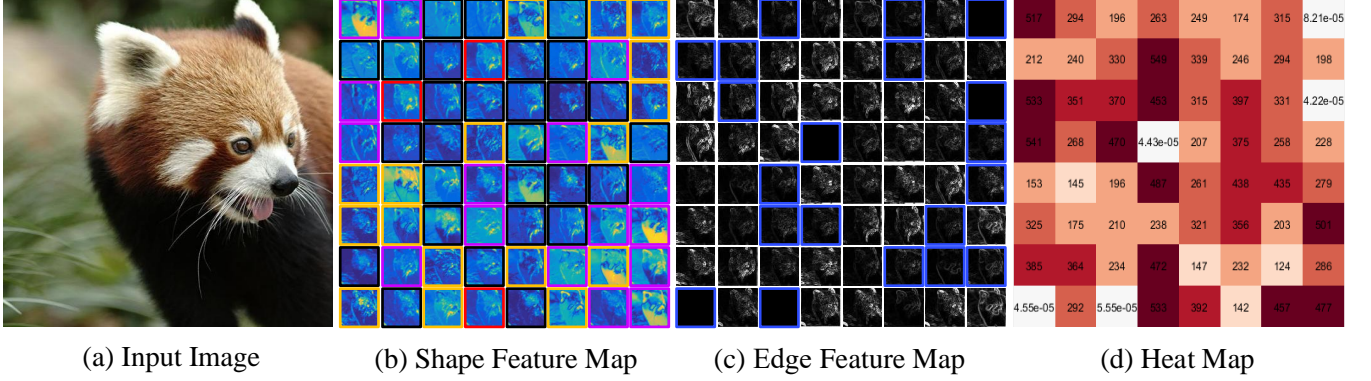 517 294 196 263 249 174 315 8.21e-05
212 240 330 549 339 246 294 198
533 351 370 453 315 397 331 4.22e-05
541 268 470 4.43e-05 207 375 258 228
153 145 196 487 261 438 435 279
325 175 210 238 321 356 203 501
385 364 234 472 147 232 124 286
4.55e-05 292 5.55e-05 533 392 142 457 477
(a) Input Image (b) Shape Feature Map (c) Edge Feature Map (d) Heat Map